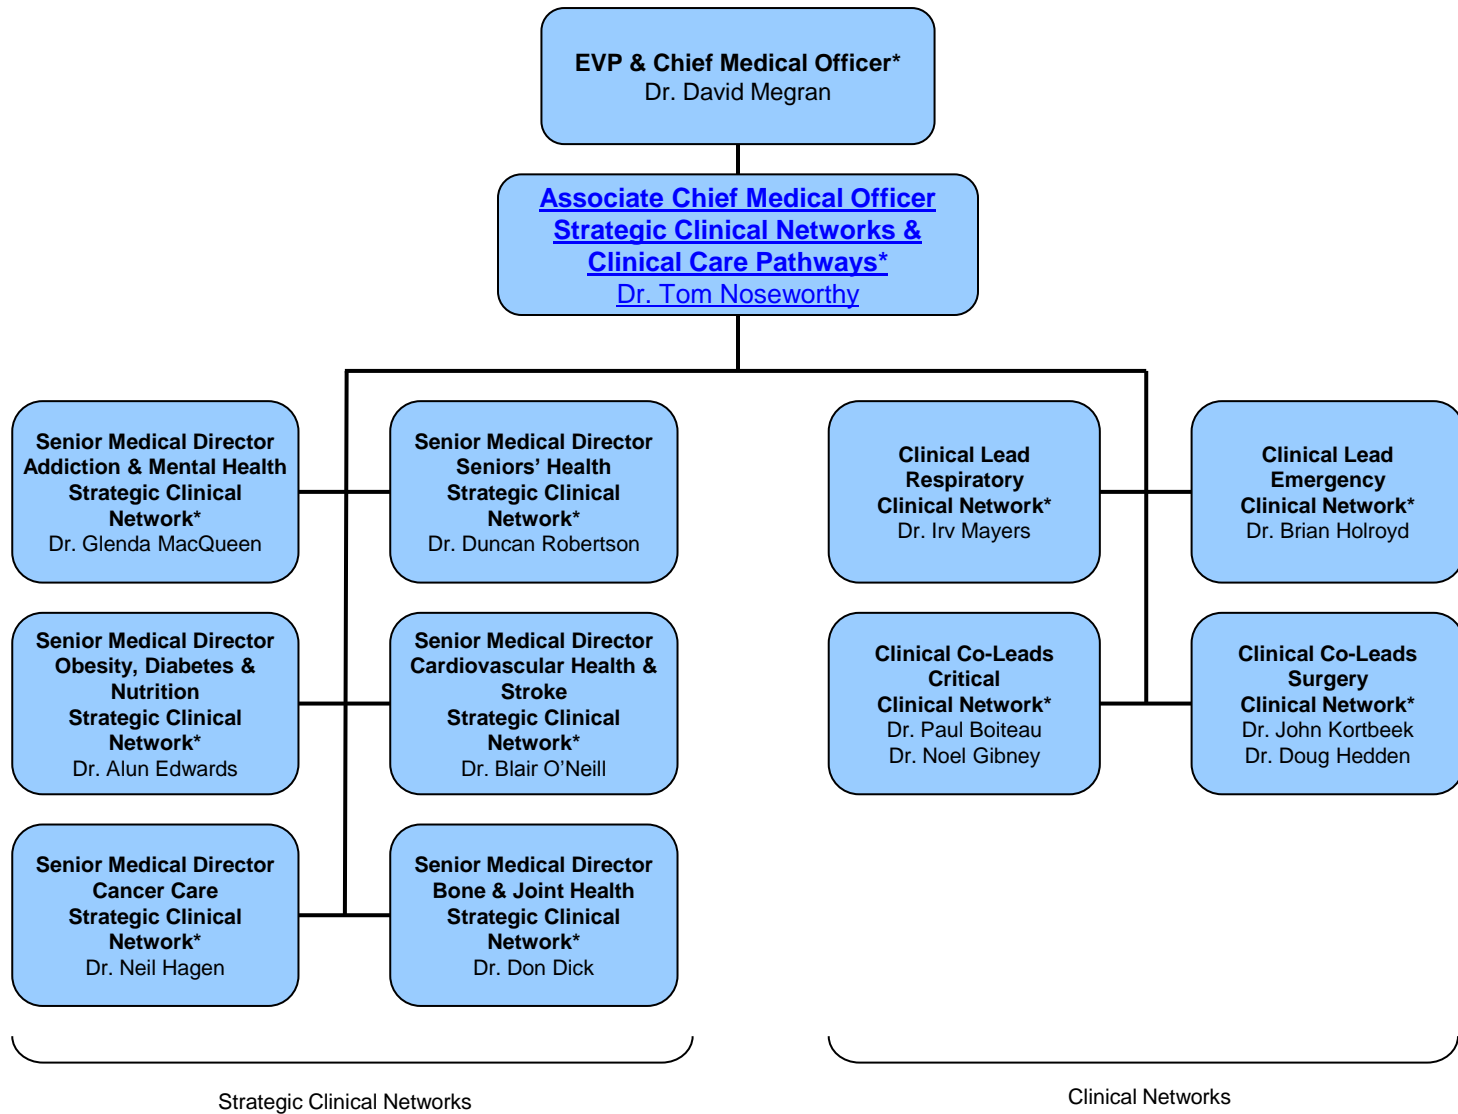 EVP & Chief Medical Officer*
Dr. David Megran
Associate Chief Medical Officer
Strategic Clinical Networks &
Clinical Care Pathways*
Dr. Tom Noseworthy
Senior Medical Director
Addiction & Mental Health
Strategic Clinical
Network*
Dr. Glenda MacQueen
Senior Medical Director
Seniors’ Health
Strategic Clinical
Network*
Dr. Duncan Robertson
Clinical Lead
Respiratory
Clinical Network*
Dr. Irv Mayers
Clinical Lead
Emergency
Clinical Network*
Dr. Brian Holroyd
Senior Medical Director
Obesity, Diabetes &
Nutrition
Strategic Clinical
Network*
Dr. Alun Edwards
Senior Medical Director
Cardiovascular Health &
Stroke
Strategic Clinical
Network*
Dr. Blair O’Neill
Clinical Co-Leads
Critical
Clinical Network*
Dr. Paul Boiteau
Dr. Noel Gibney
Clinical Co-Leads
Surgery
Clinical Network*
Dr. John Kortbeek
Dr. Doug Hedden
Senior Medical Director
Cancer Care
Strategic Clinical
Network*
Dr. Neil Hagen
Senior Medical Director
Bone & Joint Health
Strategic Clinical
Network*
Dr. Don Dick
Strategic Clinical Networks
Clinical Networks